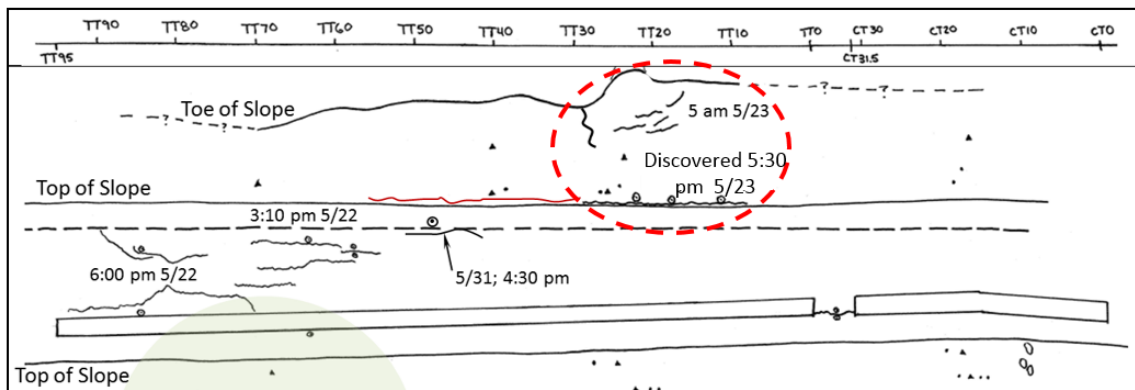 TT90 TT80 TT70 TT60 TT50 TT40 TT30 TT20 TT10 TT0 CT30 CT20 CT10 CT0
TT95 CT31.5
Toe of Slope
? ? ? ?
5 am 5/23
Discovered 5:30
pm 5/23
Top of Slope
3:10 pm 5/22
6:00 pm 5/22
5/31; 4:30 pm
Top of Slope